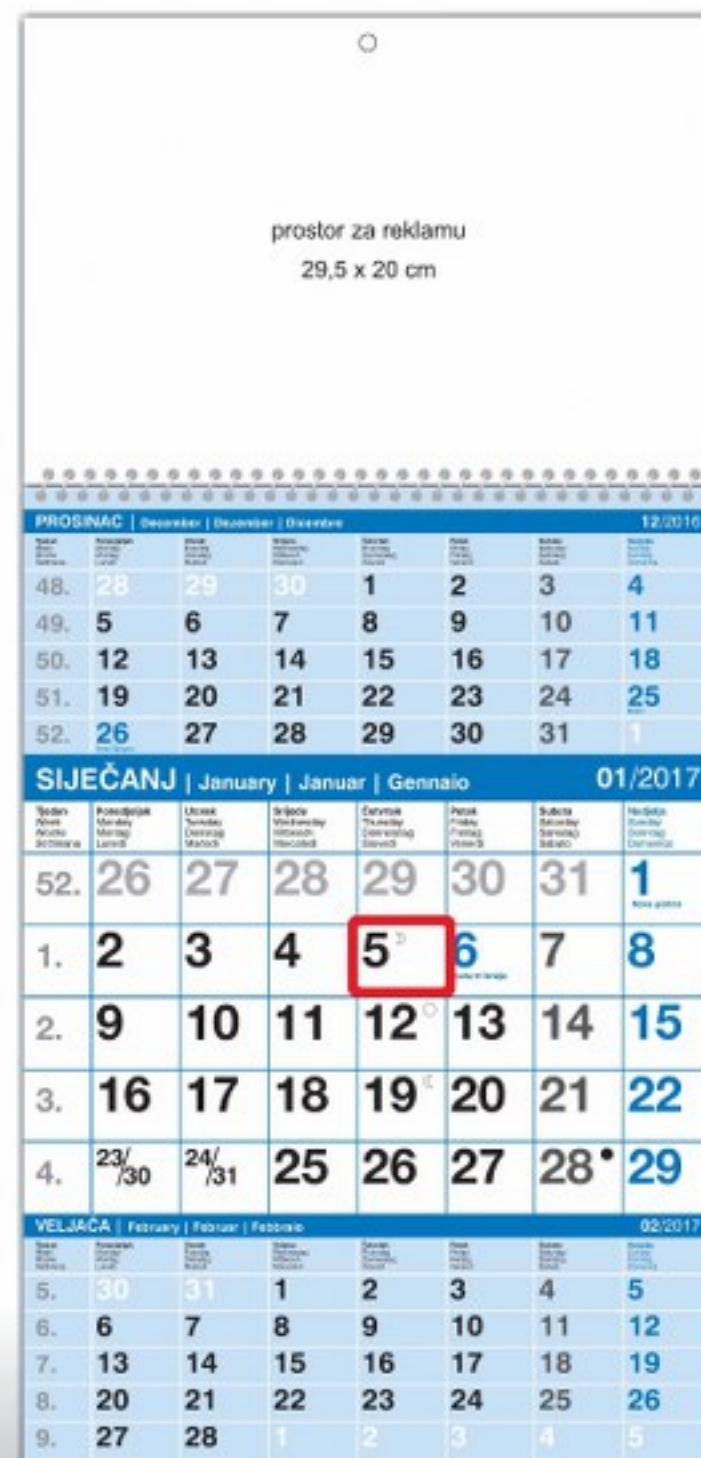 prostor za reklamu
29,5 x 20 cm
PROSINAC | December | Dezember | Dicembre 12/2016
48. 28 29 30 1 2 3 4
49. 5 6 7 8 9 10 11
50. 12 13 14 15 16 17 18
51. 19 20 21 22 23 24 25
52. 26 27 28 29 30 31 1
SIJEČANJ | January | Januar | Gennaio 01/2017
Tjedan Ponedjeljak Utorak Srijeda Četvrtak Petak Subota Nedjelja
Week Monday Tuesday Wednesday Thursday Friday Saturday Sunday
Woche Montag Dienstag Mittwoch Donnerstag Freitag Samstag Sonntag
Settimana Lunedì Martedì Mercoledì Giovedì Venerdì Sabato Domenica
52. 26 27 28 29 30 31 1
Nova godina
1. 2 3 4 5 6 7 8
2. 9 10 11 12 13 14 15
3. 16 17 18 19 20 21 22
4. 23/30 24/31 25 26 27 28 29
VELJAČA | February | Februar | Febbraio 02/2017
5. 30 31 1 2 3 4 5
6. 6 7 8 9 10 11 12
7. 13 14 15 16 17 18 19
8. 20 21 22 23 24 25 26
9. 27 28 1 2 3 4 5